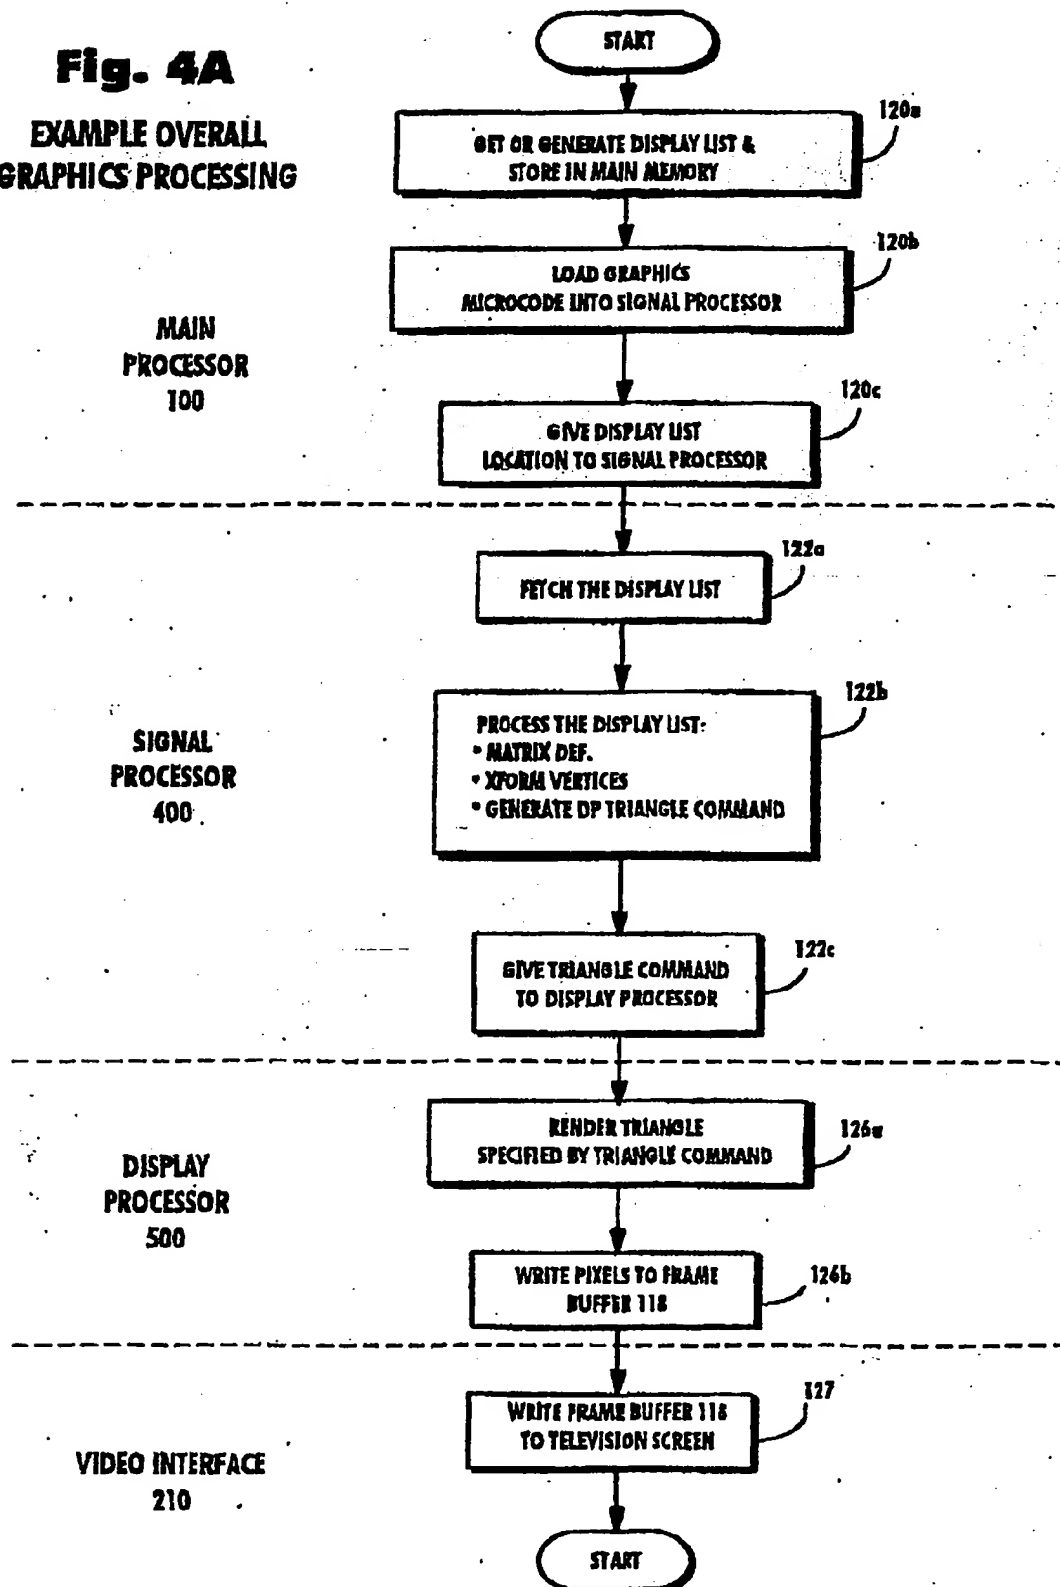 Fig. 4A
EXAMPLE OVERALL
GRAPHICS PROCESSING
START
GET OR GENERATE DISPLAY LIST &
STORE IN MAIN MEMORY
120a
LOAD GRAPHICS
MICROCODE INTO SIGNAL PROCESSOR
120b
MAIN
PROCESSOR
100
GIVE DISPLAY LIST
LOCATION TO SIGNAL PROCESSOR
120c
FETCH THE DISPLAY LIST
122a
SIGNAL
PROCESSOR
400
PROCESS THE DISPLAY LIST:
* MATRIX DEF.
* XFORM VERTICES
* GENERATE DP TRIANGLE COMMAND
122b
GIVE TRIANGLE COMMAND
TO DISPLAY PROCESSOR
122c
DISPLAY
PROCESSOR
500
RENDER TRIANGLE
SPECIFIED BY TRIANGLE COMMAND
126a
WRITE PIXELS TO FRAME
BUFFER 118
126b
VIDEO INTERFACE
210
WRITE FRAME BUFFER 118
TO TELEVISION SCREEN
127
START